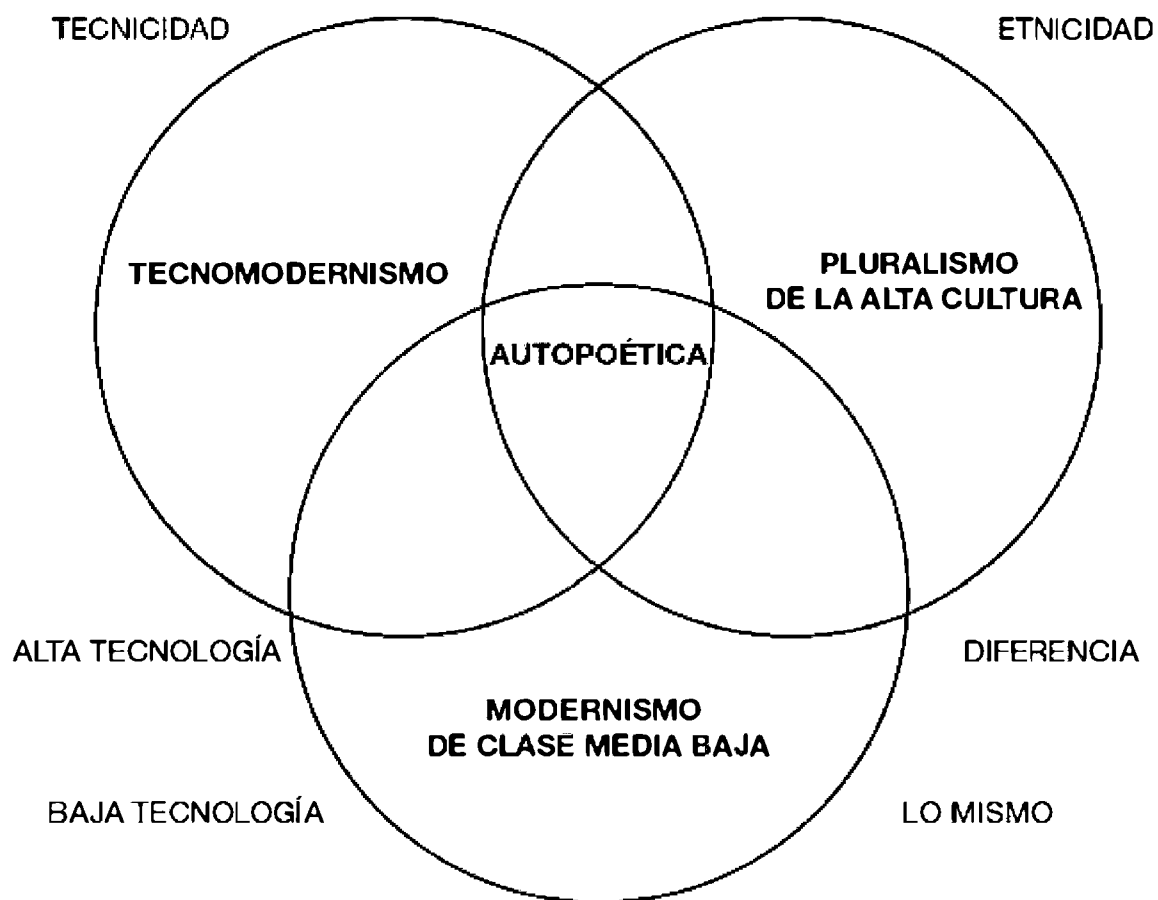 TECNICIDAD
ETNICIDAD
TECNOMODERNISMO
PLURALISMO
DE LA ALTA CULTURA
AUTOPOÉTICA
ALTA TECNOLOGÍA
DIFERENCIA
MODERNISMO
DE CLASE MEDIA BAJA
BAJA TECNOLOGÍA
LO MISMO